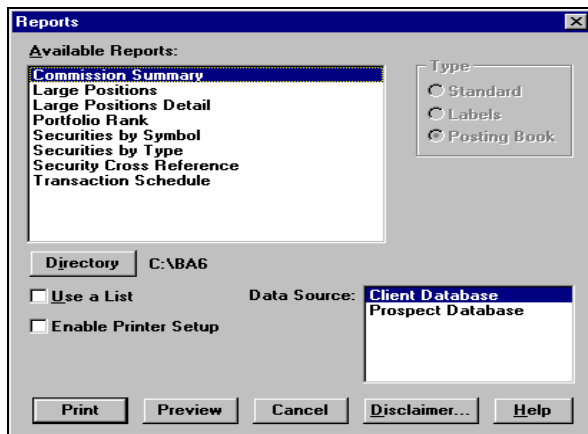 Reports
Available Reports:
Commission Summary
Large Positions
Large Positions Detail
Portfolio Rank
Securities by Symbol
Securities by Type
Security Cross Reference
Transaction Schedule
Type
Standard
Labels
Posting Book
Directory C:\BA6
Use a List
Enable Printer Setup
Data Source:
Client Database
Prospect Database
Print Preview Cancel Disclaimer... Help